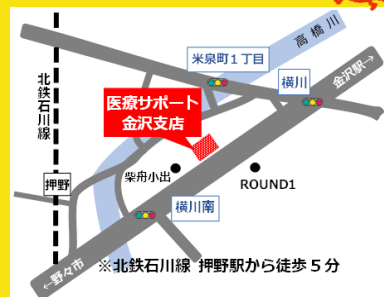 高橋川
米泉町１丁目
横川
金沢駅→
北鉄石川線
医療サポート
金沢支店
柴舟小出
ROUND1
押野
横川南
←野々市
※北鉄石川線 押野駅から徒歩５分